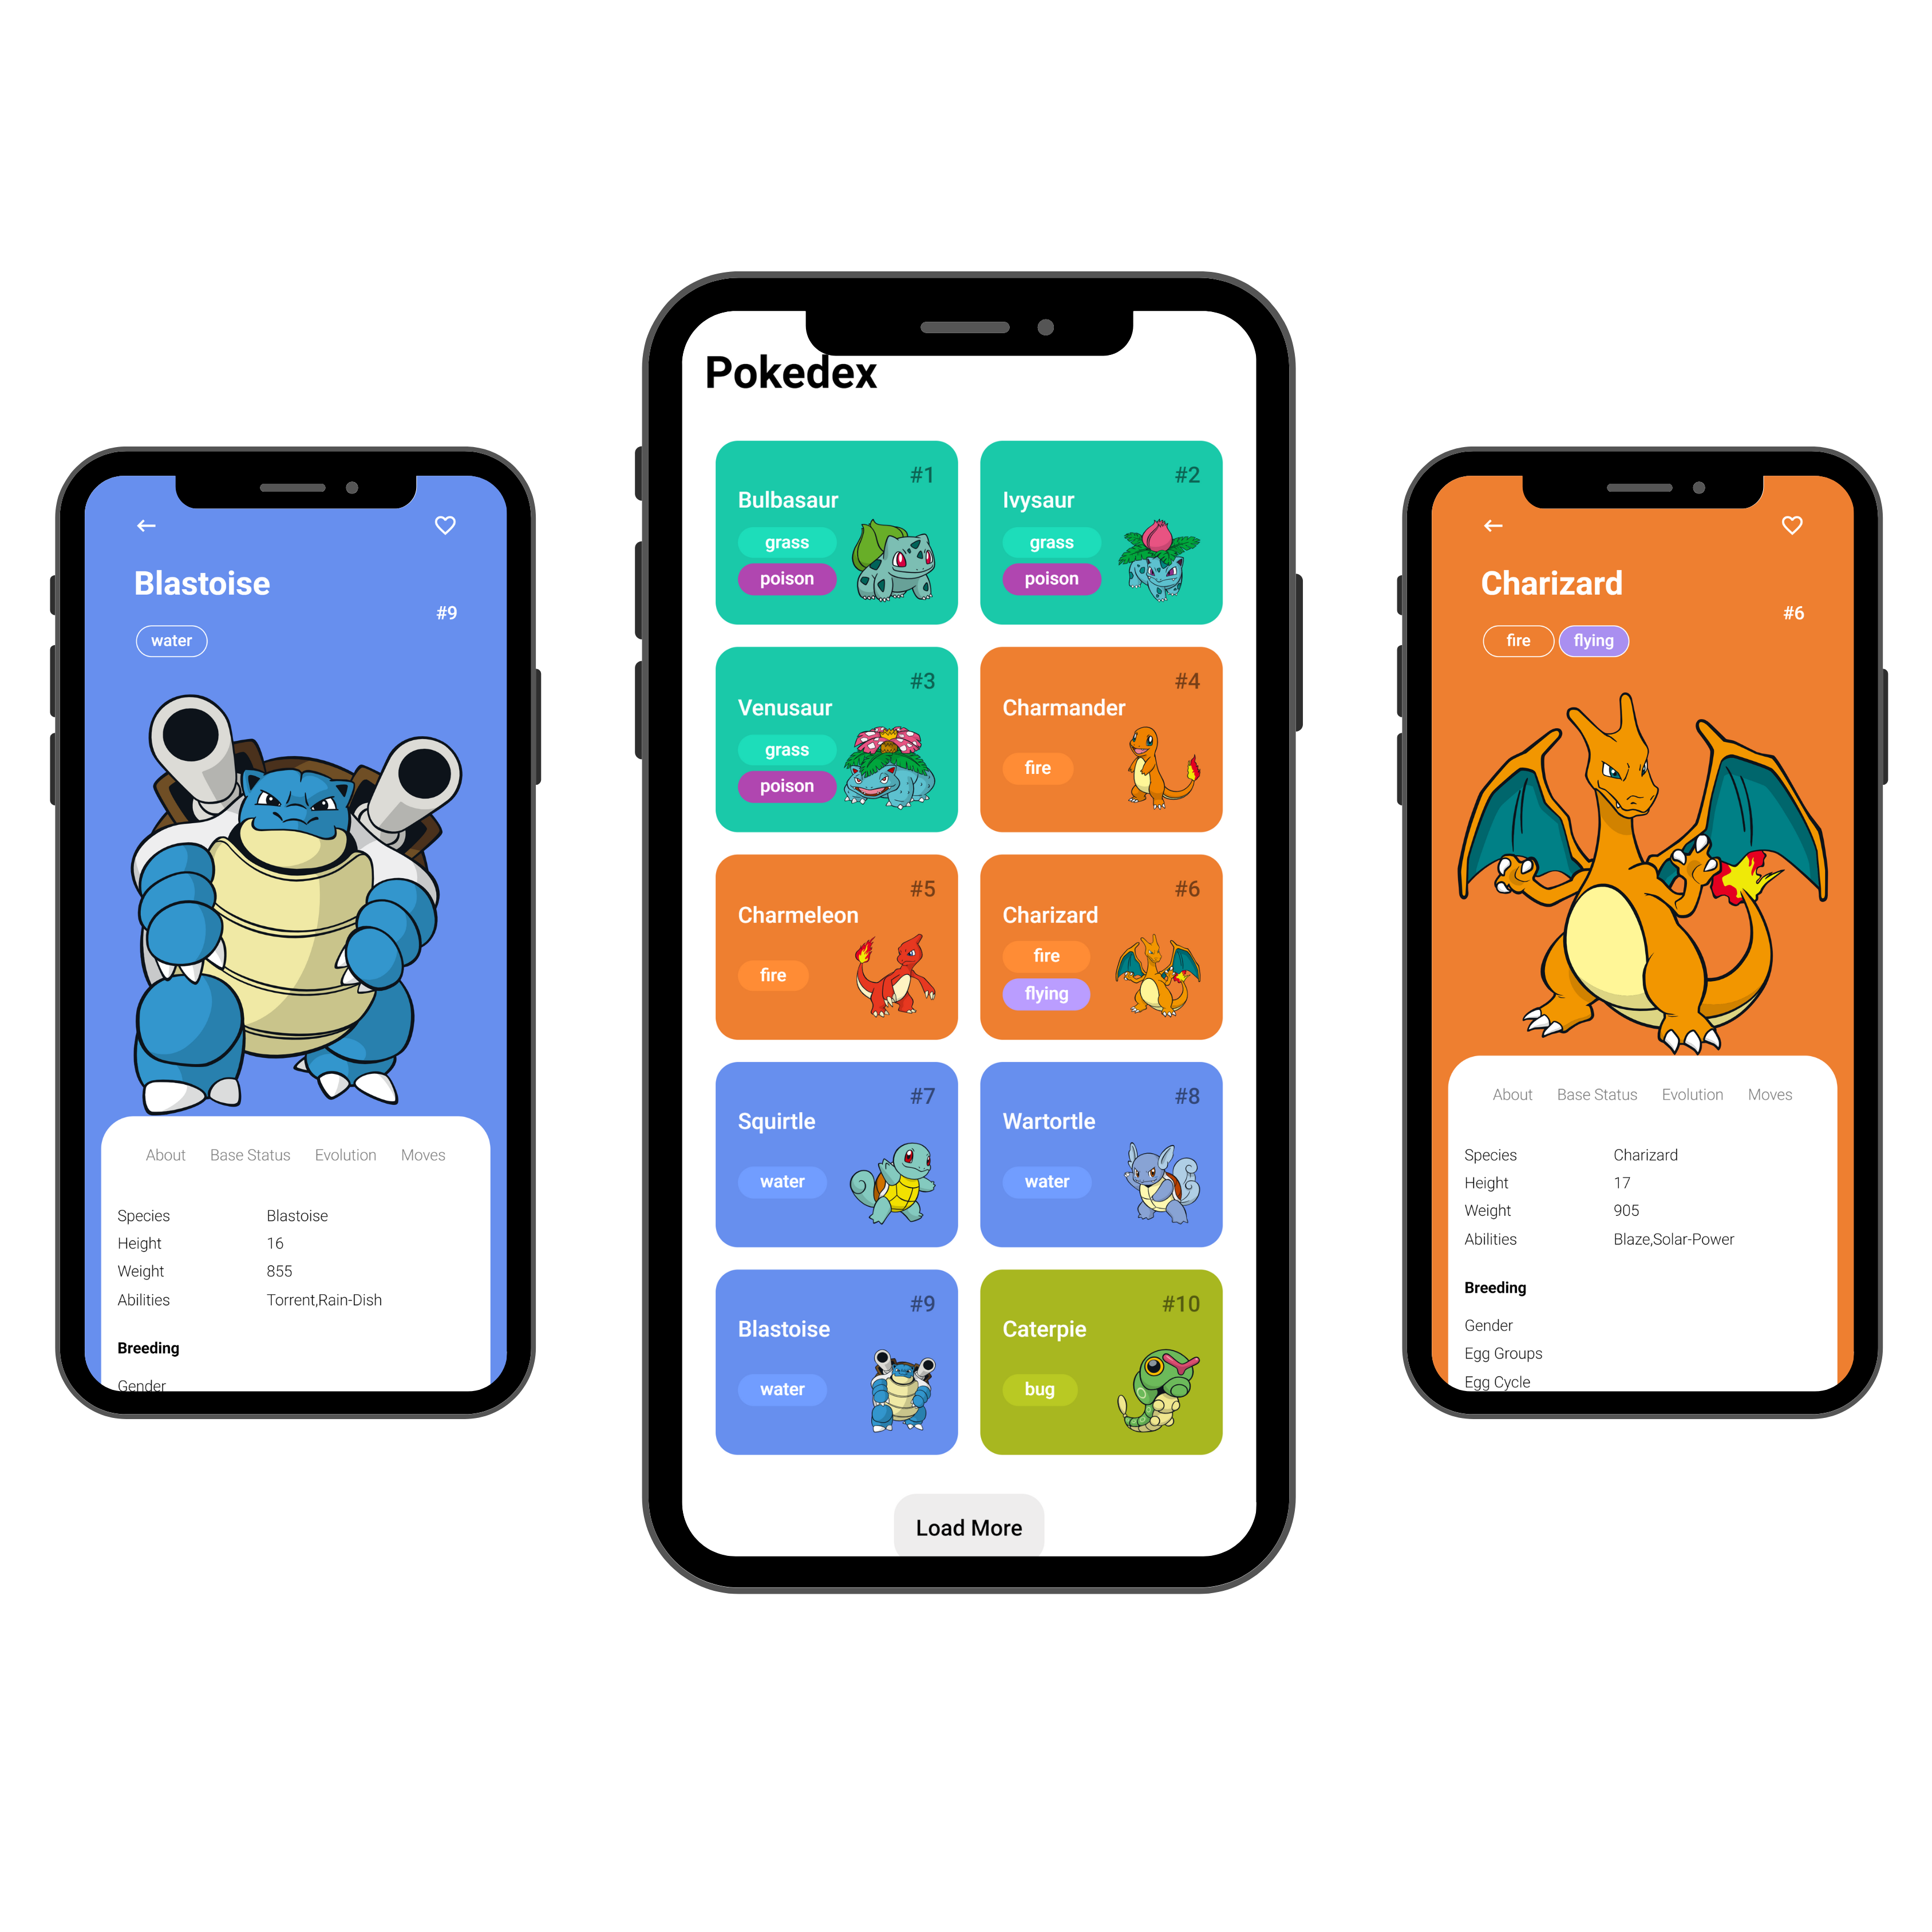 Blastoise
#9
water
About Base Status Evolution Moves
Species Blastoise
Height 16
Weight 855
Abilities Torrent,Rain-Dish
Breeding
Gender
Pokedex
#1 #2
Bulbasaur Ivysaur
grass grass
poison poison
#3 #4
Venusaur Charmander
grass
fire
poison
#5 #6
Charmeleon Charizard
fire
fire
flying
#7 #8
Squirtle Wartortle
water water
#9 #10
Blastoise Caterpie
water bug
Load More
Charizard
#6
fire flying
About Base Status Evolution Moves
Species Charizard
Height 17
Weight 905
Abilities Blaze,Solar-Power
Breeding
Gender
Egg Groups
Egg Cycle